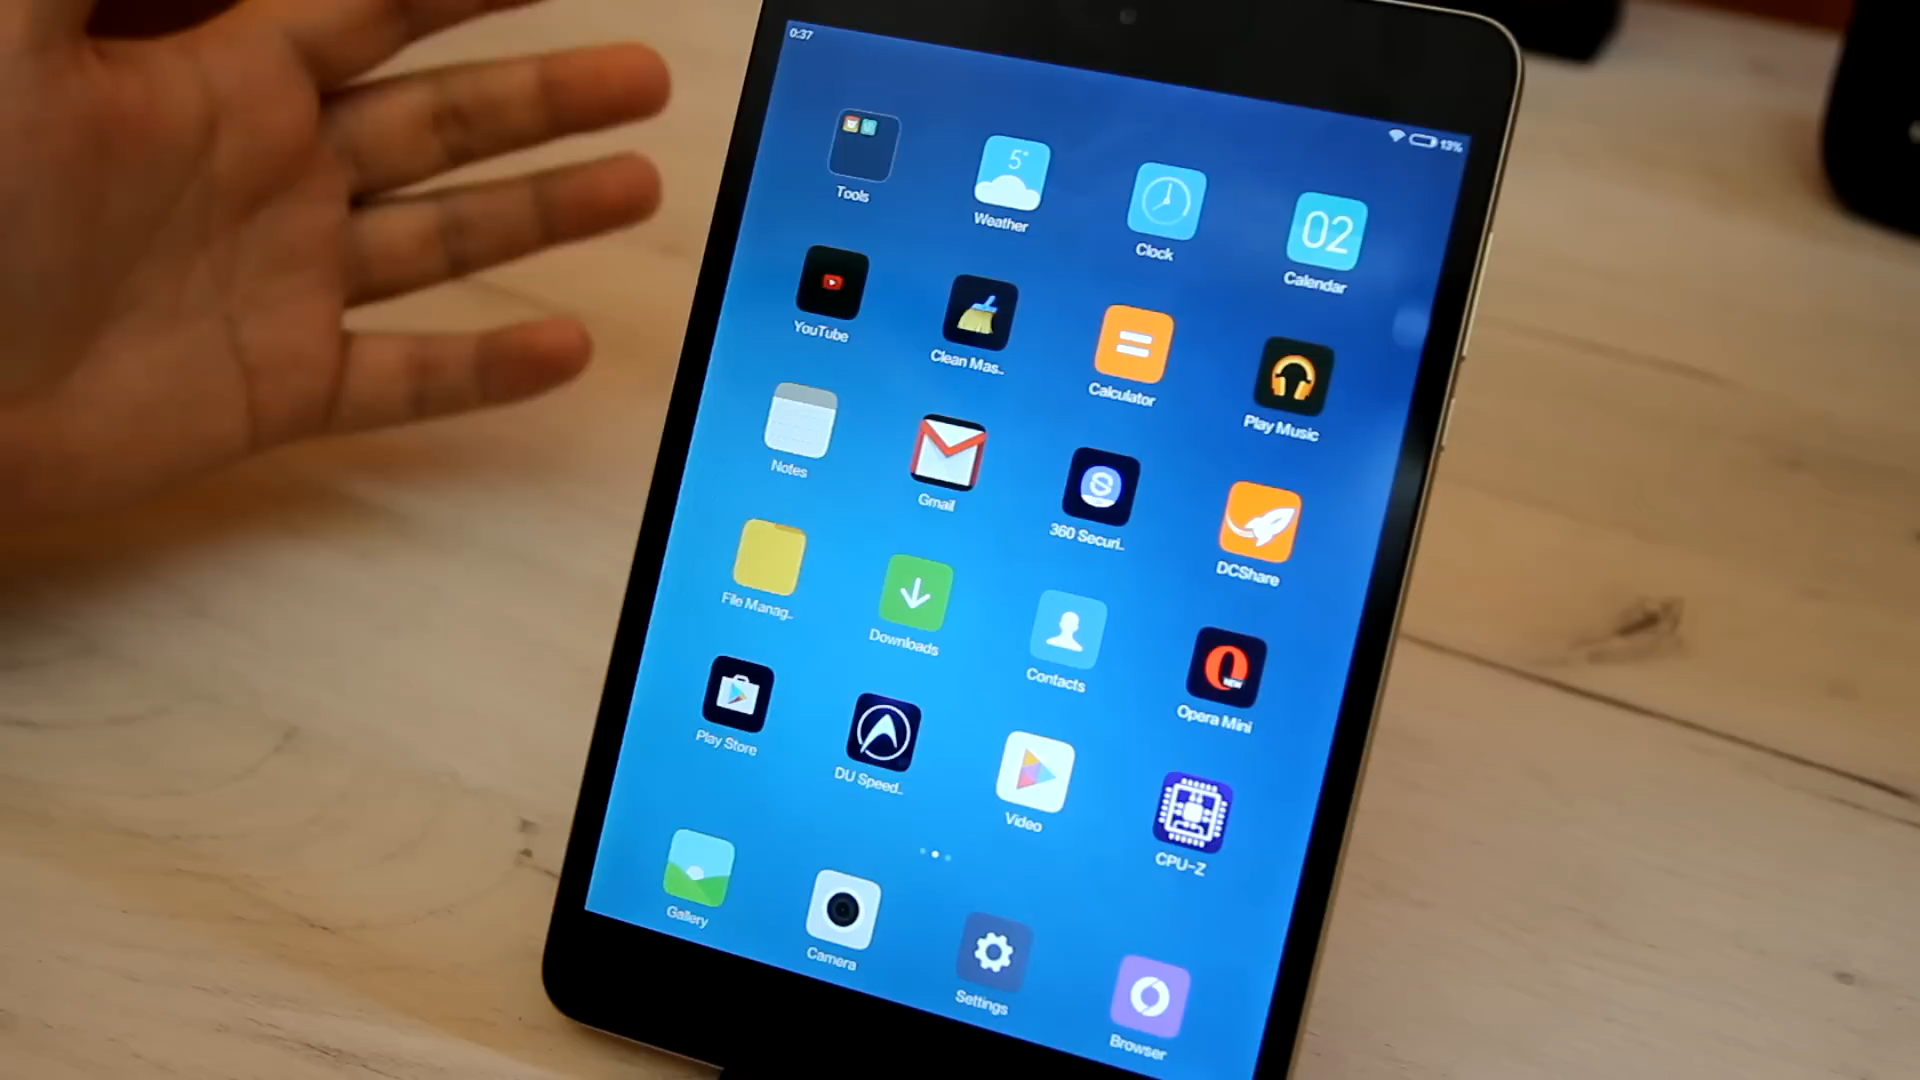 0:37
13%
Tools
5°
Weather
Clock
02
Calendar
YouTube
Clean Mas..
Calculator
Play Music
Notes
Gmail
360 Securi..
DCShare
File Manag..
Downloads
Contacts
NEW
Opera Mini
Play Store
DU Speed..
Video
CPU-Z
Gallery
Camera
Settings
Browser